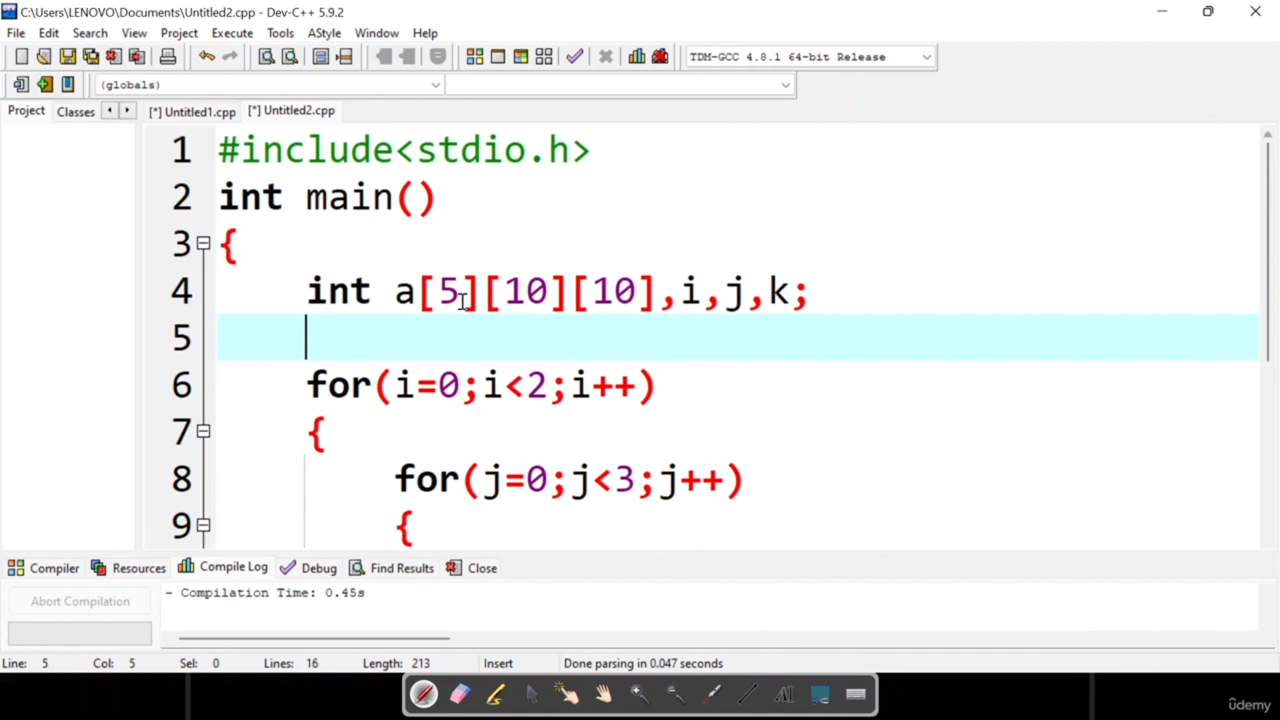 C:\Users\LENOVO\Documents\Untitled2.cpp - Dev-C++ 5.9.2
File Edit Search View Project Execute Tools AStyle Window Help
TDM-GCC 4.8.1 64-bit Release
(globals)
Project Classes [*] Untitled1.cpp [*] Untitled2.cpp
1 #include<stdio.h>
2 int main()
3 {
4 int a[5][10][10],i,j,k;
5
6 for(i=0;i<2;i++)
7 {
8 for(j=0;j<3;j++)
9 {
Compiler Resources Compile Log Debug Find Results Close
Abort Compilation - Compilation Time: 0.45s
Line: 5 Col: 5 Sel: 0 Lines: 16 Length: 213 Insert Done parsing in 0.047 seconds
AI
ûdemy